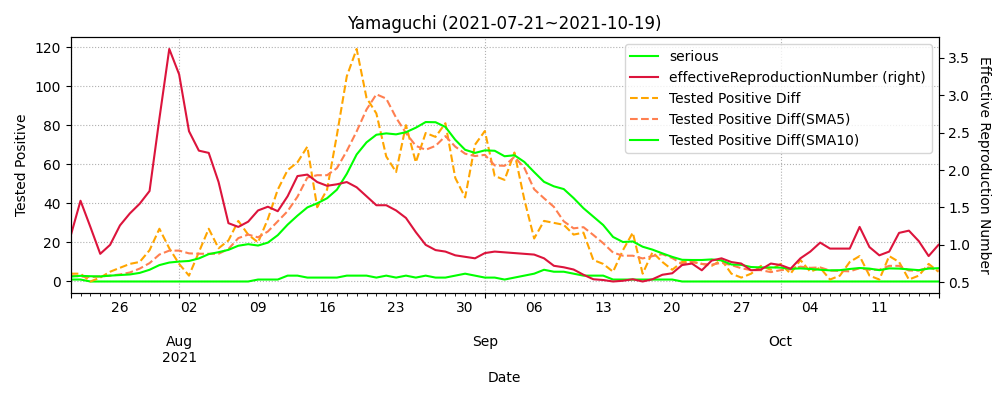 Yamaguchi (2021-07-21~2021-10-19)
120
100
80
60
40
20
0
Tested Positive
3.5
3.0
2.5
2.0
1.5
1.0
0.5
Effective Reproduction Number
serious
effectiveReproductionNumber (right)
Tested Positive Diff
Tested Positive Diff(SMA5)
Tested Positive Diff(SMA10)
26 02 09 16 23 30 06 13 20 27 04 11
Aug Sep Oct
2021
Date